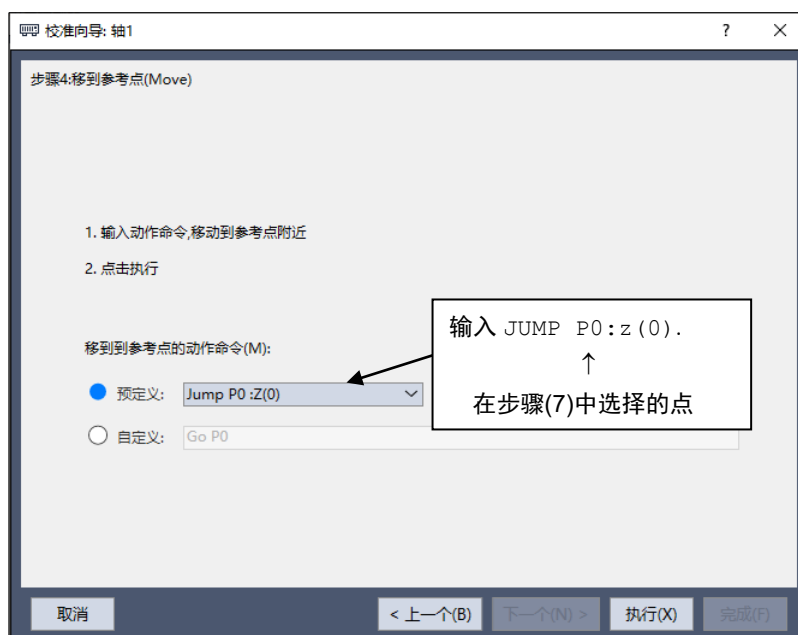 校准向导: 轴1
?
步骤4:移到参考点(Move)
1. 输入动作命令,移动到参考点附近
2. 点击执行
输入 JUMP P0:z(0).
↑
在步骤(7)中选择的点
移到到参考点的动作命令(M):
预定义: Jump P0 :Z(0)
自定义: Go P0
取消 < 上一个(B) 下一个(N) > 执行(X) 完成(F)